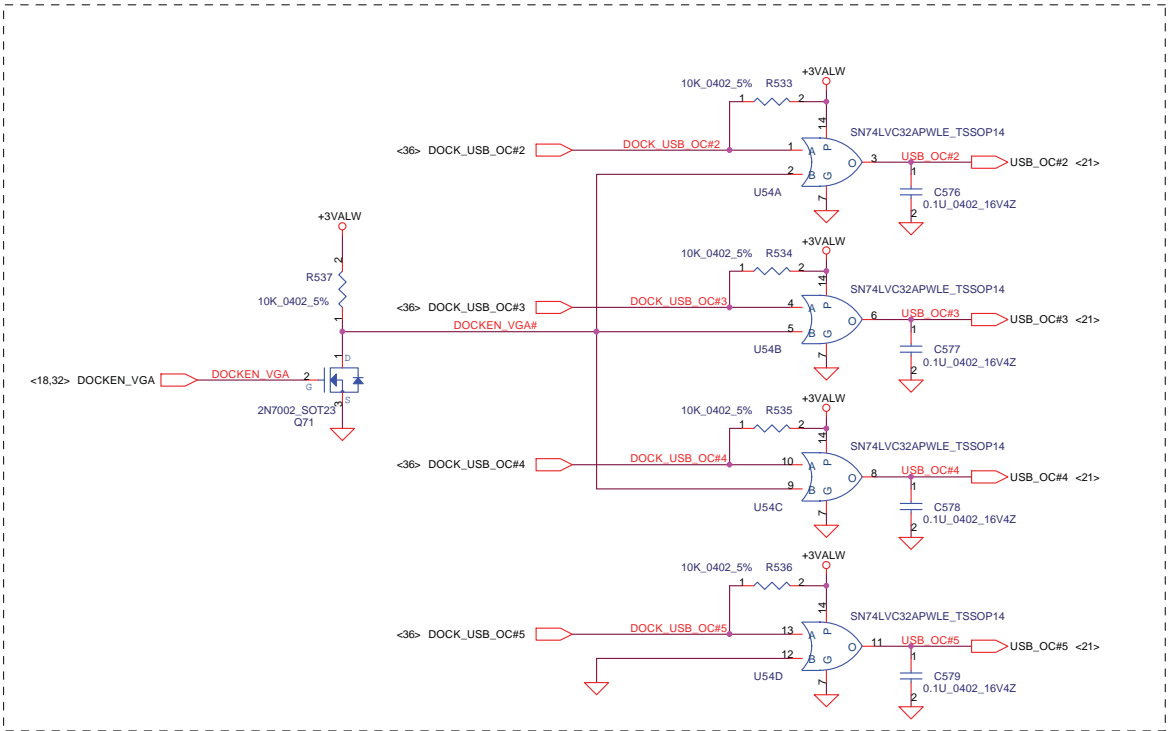 +3VALW
10K_0402_5% R533
1 2
14
SN74LVC32APWLE_TSSOP14
<36> DOCK_USB_OC#2 DOCK_USB_OC#2 1 A P O 3 USB_OC#2 USB_OC#2 <21>
2 B G
7
U54A
1
C576
0.1U_0402_16V4Z
2
+3VALW
10K_0402_5% R534
1 2
14
SN74LVC32APWLE_TSSOP14
<36> DOCK_USB_OC#3 DOCK_USB_OC#3 4 A P O 6 USB_OC#3 USB_OC#3 <21>
5 B G
7
U54B
1
C577
0.1U_0402_16V4Z
2
+3VALW
2
R537
10K_0402_5%
1
DOCKEN_VGA#
<18,32> DOCKEN_VGA DOCKEN_VGA 2 G
1 D
3 S
2N7002_SOT23
Q71
+3VALW
10K_0402_5% R535
1 2
14
SN74LVC32APWLE_TSSOP14
<36> DOCK_USB_OC#4 DOCK_USB_OC#4 10 A P O 8 USB_OC#4 USB_OC#4 <21>
9 B G
7
U54C
1
C578
0.1U_0402_16V4Z
2
+3VALW
10K_0402_5% R536
1 2
14
SN74LVC32APWLE_TSSOP14
<36> DOCK_USB_OC#5 DOCK_USB_OC#5 13 A P O 11 USB_OC#5 USB_OC#5 <21>
12 B G
7
U54D
1
C579
0.1U_0402_16V4Z
2